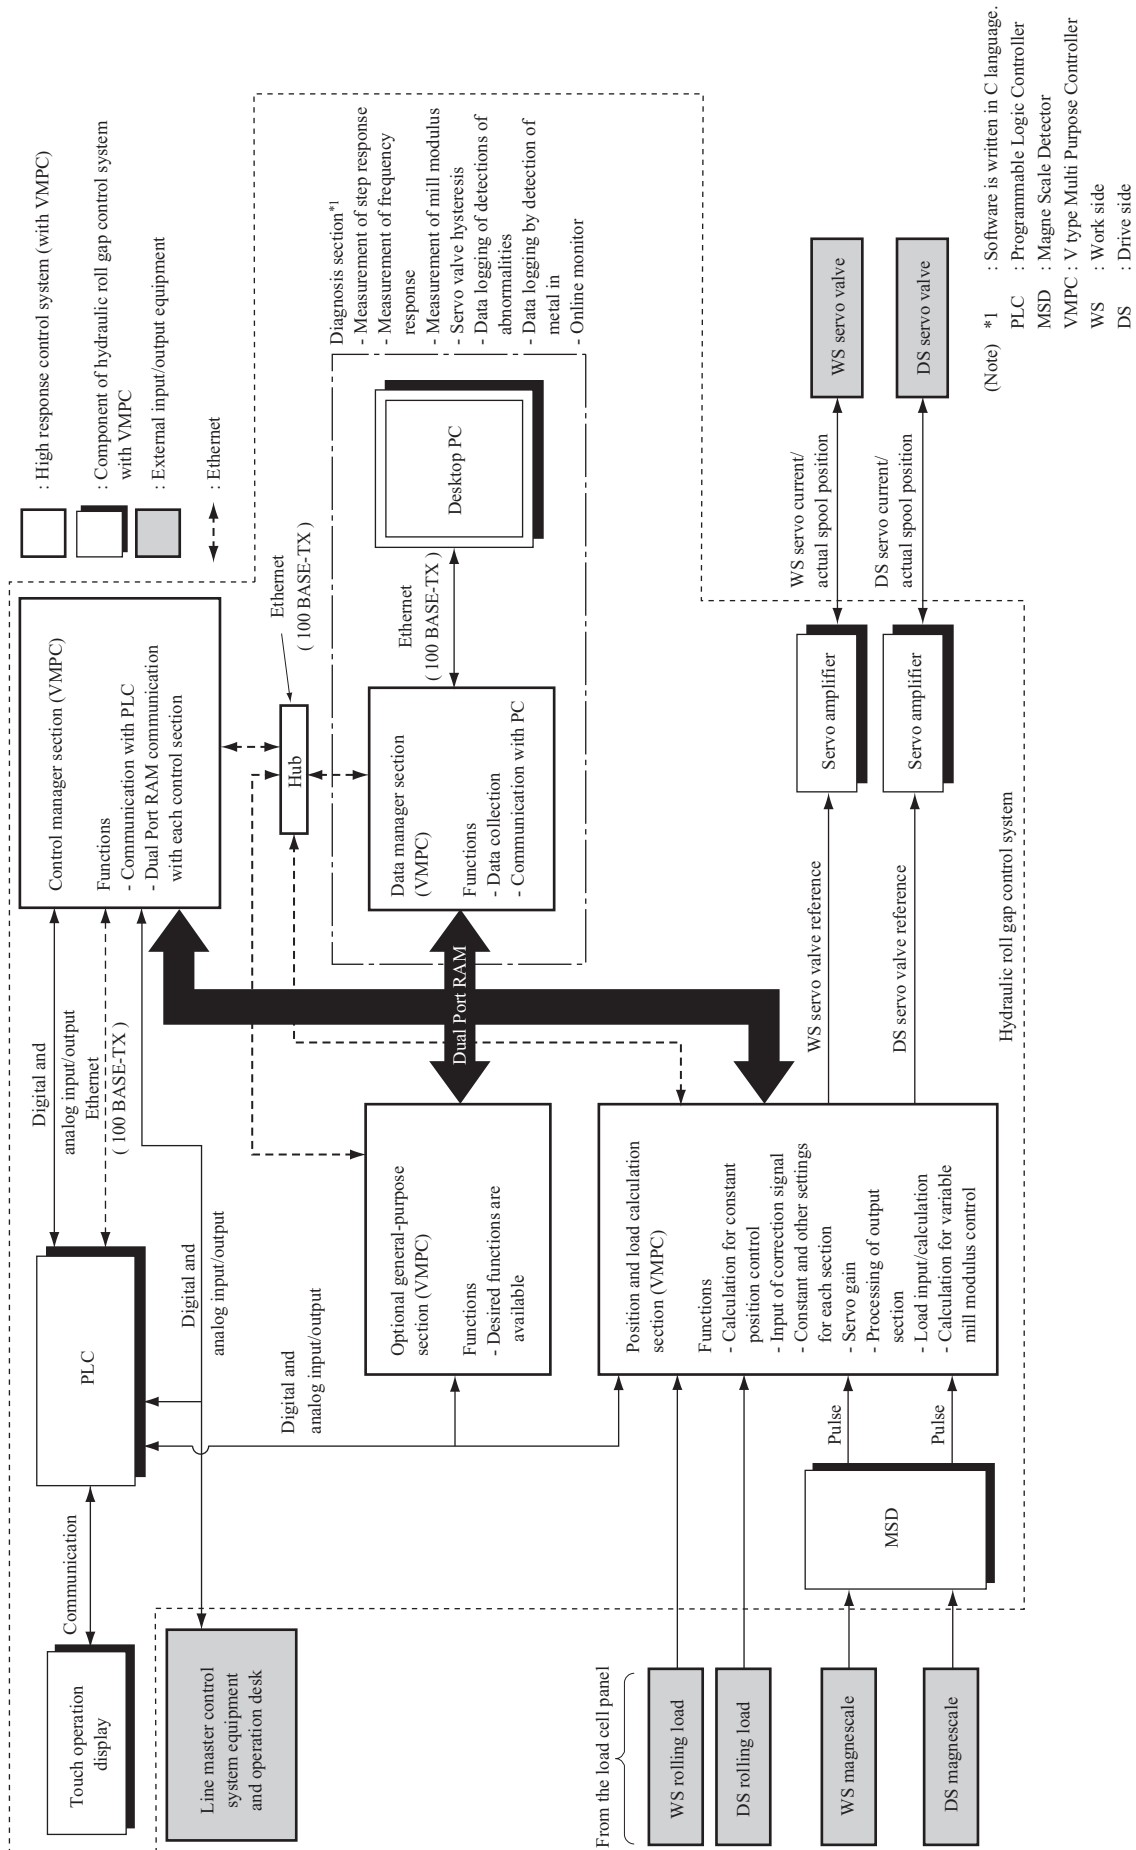 : High response control system (with VMPC)
: Component of hydraulic roll gap control system
with VMPC
: External input/output equipment
: Ethernet
Touch operation
display
Communication
PLC
Digital and
analog input/output
Ethernet
( 100 BASE-TX )
Control manager section (VMPC)
Functions
- Communication with PLC
- Dual Port RAM communication
with each control section
Line master control
system equipment
and operation desk
Digital and
analog input/output
Digital and
analog input/output
Hub
Ethernet
( 100 BASE-TX )
Optional general-purpose
section (VMPC)
Functions
- Desired functions are
available
Dual Port RAM
Data manager section
(VMPC)
Functions
- Data collection
- Communication with PC
Ethernet
( 100 BASE-TX )
Desktop PC
Diagnosis section*1
- Measurement of step response
- Measurement of frequency
response
- Measurement of mill modulus
- Servo valve hysteresis
- Data logging of detections of
abnormalities
- Data logging by detection of
metal in
- Online monitor
From the load cell panel
WS rolling load
DS rolling load
WS magnescale
DS magnescale
MSD
Pulse
Pulse
Position and load calculation
section (VMPC)
Functions
- Calculation for constant
position control
- Input of correction signal
- Constant and other settings
for each section
- Servo gain
- Processing of output
section
- Load input/calculation
- Calculation for variable
mill modulus control
WS servo valve reference
DS servo valve reference
Servo amplifier
Servo amplifier
WS servo current/
actual spool position
DS servo current/
actual spool position
WS servo valve
DS servo valve
Hydraulic roll gap control system
(Note) *1 : Software is written in C language.
PLC : Programmable Logic Controller
MSD : Magne Scale Detector
VMPC : V type Multi Purpose Controller
WS : Work side
DS : Drive side